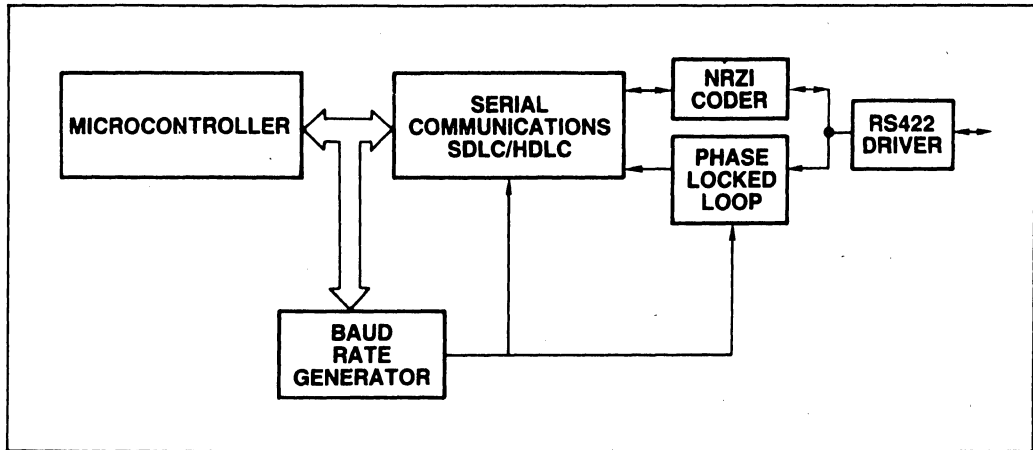 MICROCONTROLLER
SERIAL
COMMUNICATIONS
SDLC/HDLC
NRZI
CODER
PHASE
LOCKED
LOOP
RS422
DRIVER
BAUD
RATE
GENERATOR